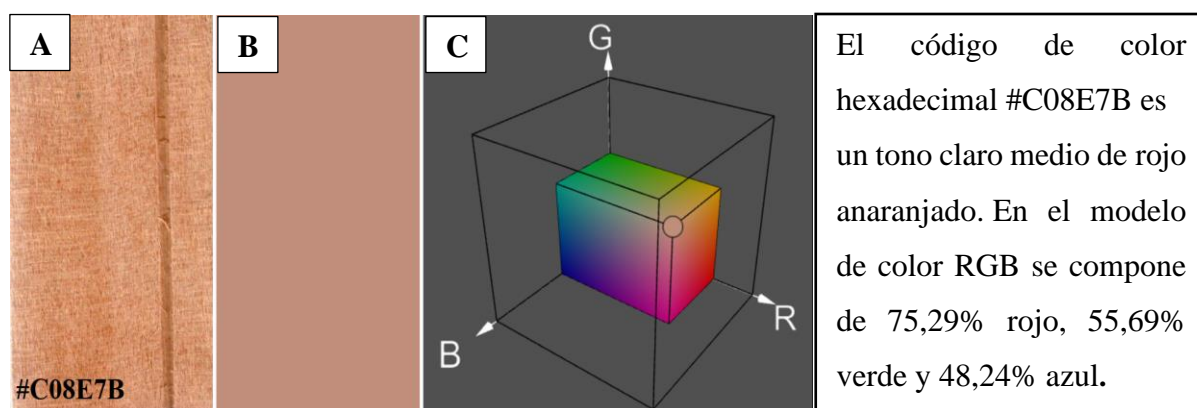 A
B
C
G
R
B
#C08E7B
El código de color
hexadecimal #C08E7B es
un tono claro medio de rojo
anaranjado. En el modelo
de color RGB se compone
de 75,29% rojo, 55,69%
verde y 48,24% azul.